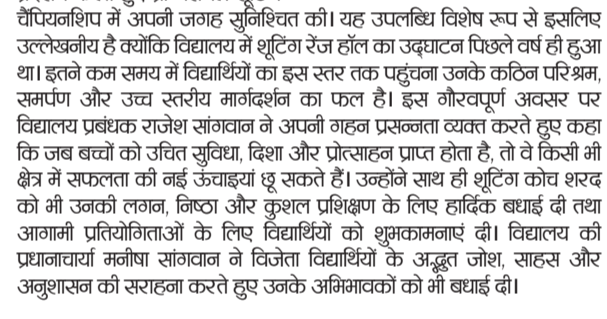 चैंपियनशिप में अपनी जगह सुनिश्चित की। यह उपलब्धि विशेष रूप से इसलिए
उल्लेखनीय है क्योंकि विद्यालय में शूटिंग रेंज हॉल का उद्घाटन पिछले वर्ष ही हुआ
था। इतने कम समय में विद्यार्थियों का इस स्तर तक पहुंचना उनके कठिन परिश्रम,
समर्पण और उच्च स्तरीय मार्गदर्शन का फल है। इस गौरवपूर्ण अवसर पर
विद्यालय प्रबंधक राजेश सांगवान ने अपनी गहन प्रसन्नता व्यक्त करते हुए कहा
कि जब बच्चों को उचित सुविधा, दिशा और प्रोत्साहन प्राप्त होता है, तो वे किसी भी
क्षेत्र में सफलता की नई ऊंचाइयां छू सकते हैं। उन्होंने साथ ही शूटिंग कोच शरद
को भी उनकी लगन, निष्ठा और कुशल प्रशिक्षण के लिए हार्दिक बधाई दी तथा
आगामी प्रतियोगिताओं के लिए विद्यार्थियों को शुभकामनाएं दी। विद्यालय की
प्रधानाचार्या मनीषा सांगवान ने विजेता विद्यार्थियों के अद्भुत जोश, साहस और
अनुशासन की सराहना करते हुए उनके अभिभावकों को भी बधाई दी।